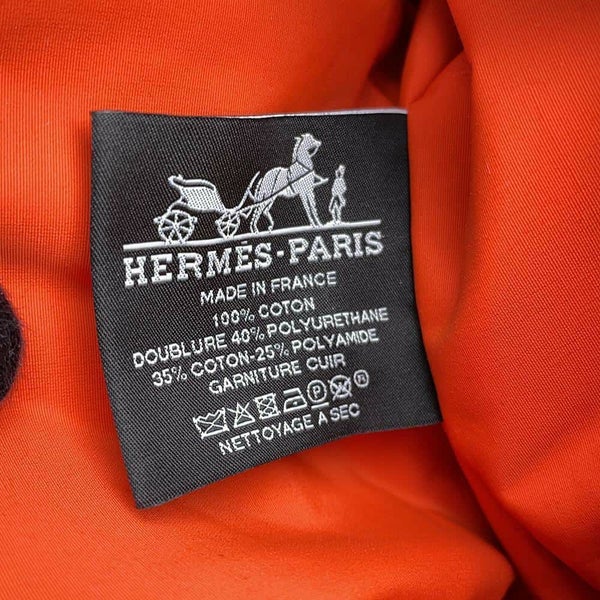 HERMÈS-PARIS
MADE IN FRANCE
100% COTON
DOUBLURE 40% POLYURETHANE
35% COTON-25% POLYAMIDE
GARNITURE CUIR
P ®
NETTOYAGE A SEC